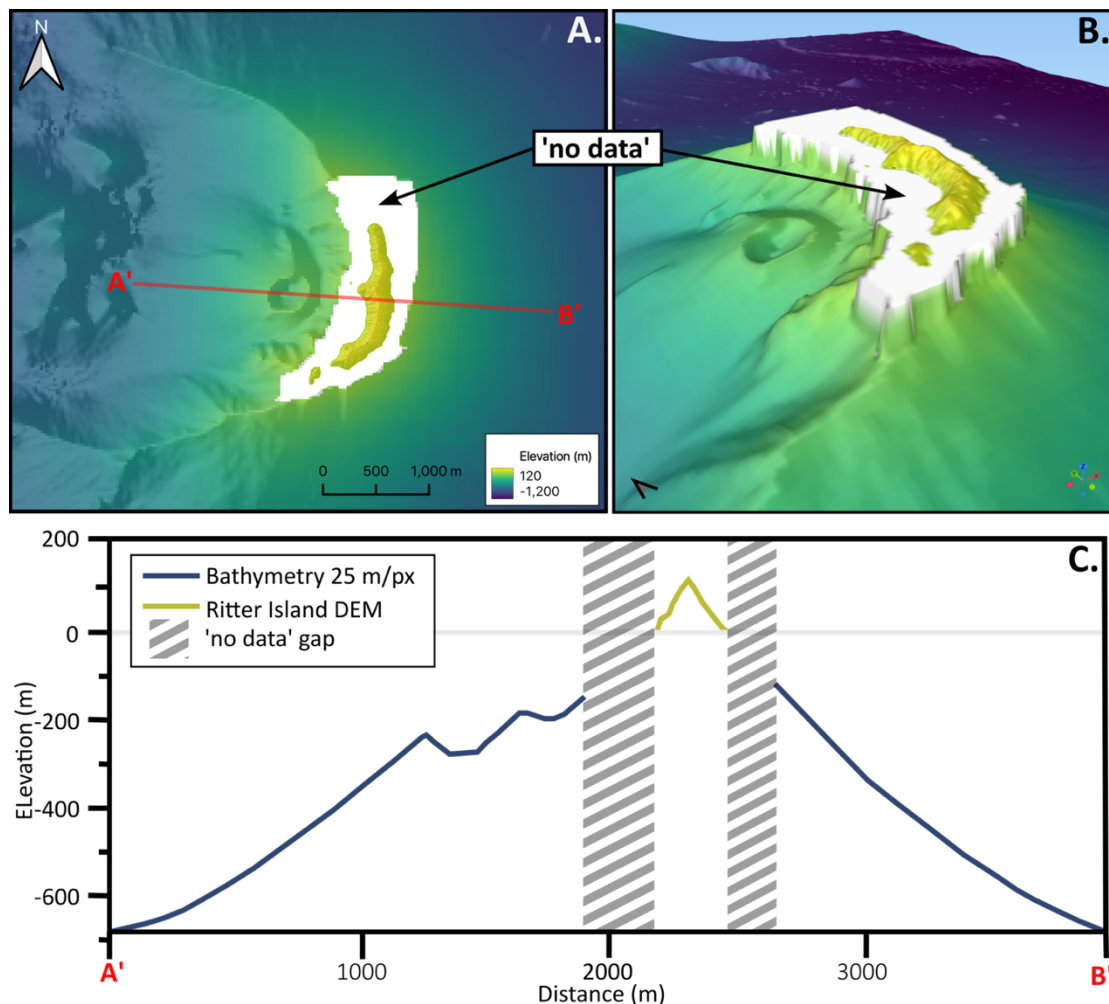 N
A.
B.
'no data'
A'
B'
0 500 1,000 m
Elevation (m)
120
-1,200
C.
200
0
-200
-400
-600
ELevation (m)
Bathymetry 25 m/px
Ritter Island DEM
'no data' gap
A' 1000 2000 3000 B'
Distance (m)